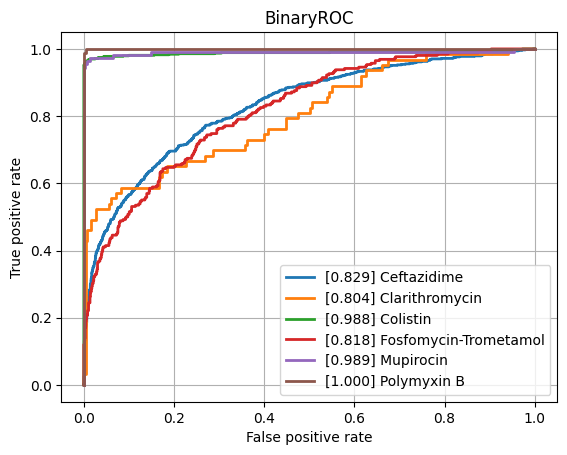 BinaryROC
True positive rate
1.0
0.8
0.6
0.4
0.2
0.0
[0.829] Ceftazidime
[0.804] Clarithromycin
[0.988] Colistin
[0.818] Fosfomycin-Trometamol
[0.989] Mupirocin
[1.000] Polymyxin B
0.0 0.2 0.4 0.6 0.8 1.0
False positive rate